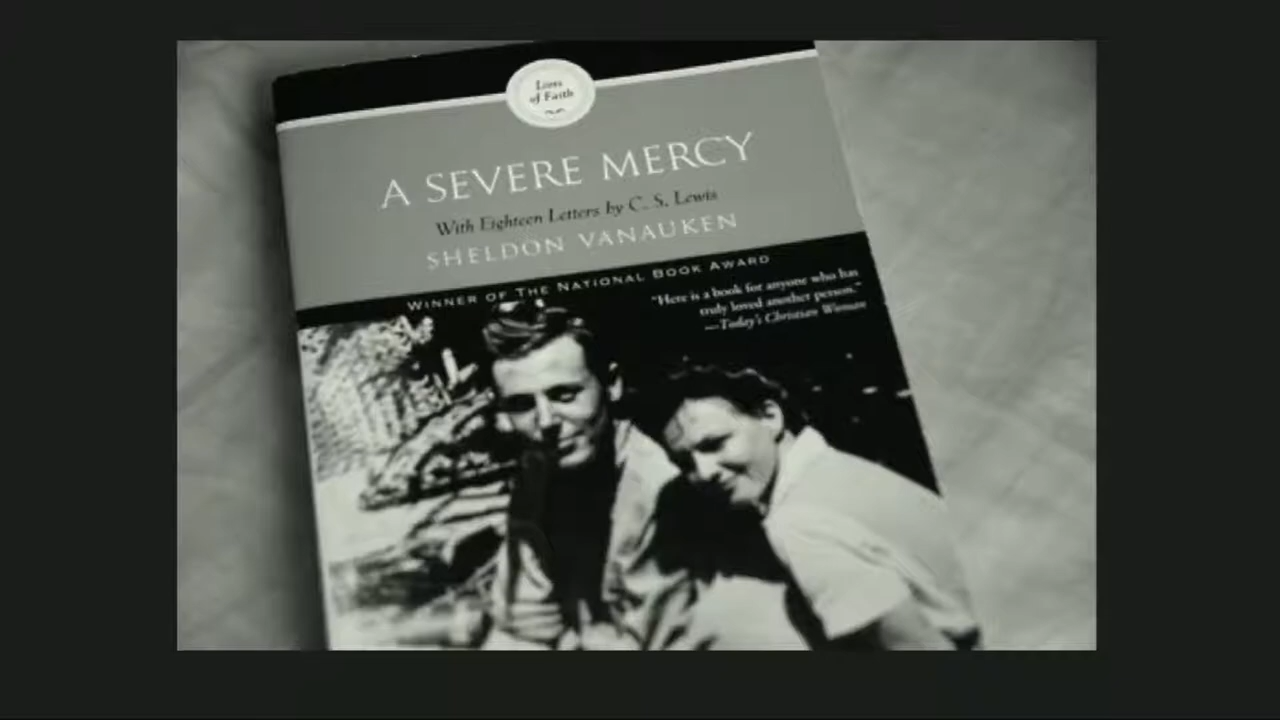 Lives
of Faith
A SEVERE MERCY
With Eighteen Letters by C. S. Lewis
SHELDON VANAUKEN
WINNER OF THE NATIONAL BOOK AWARD
"Here is a book for anyone who has
truly loved another person."
—Today's Christian Woman